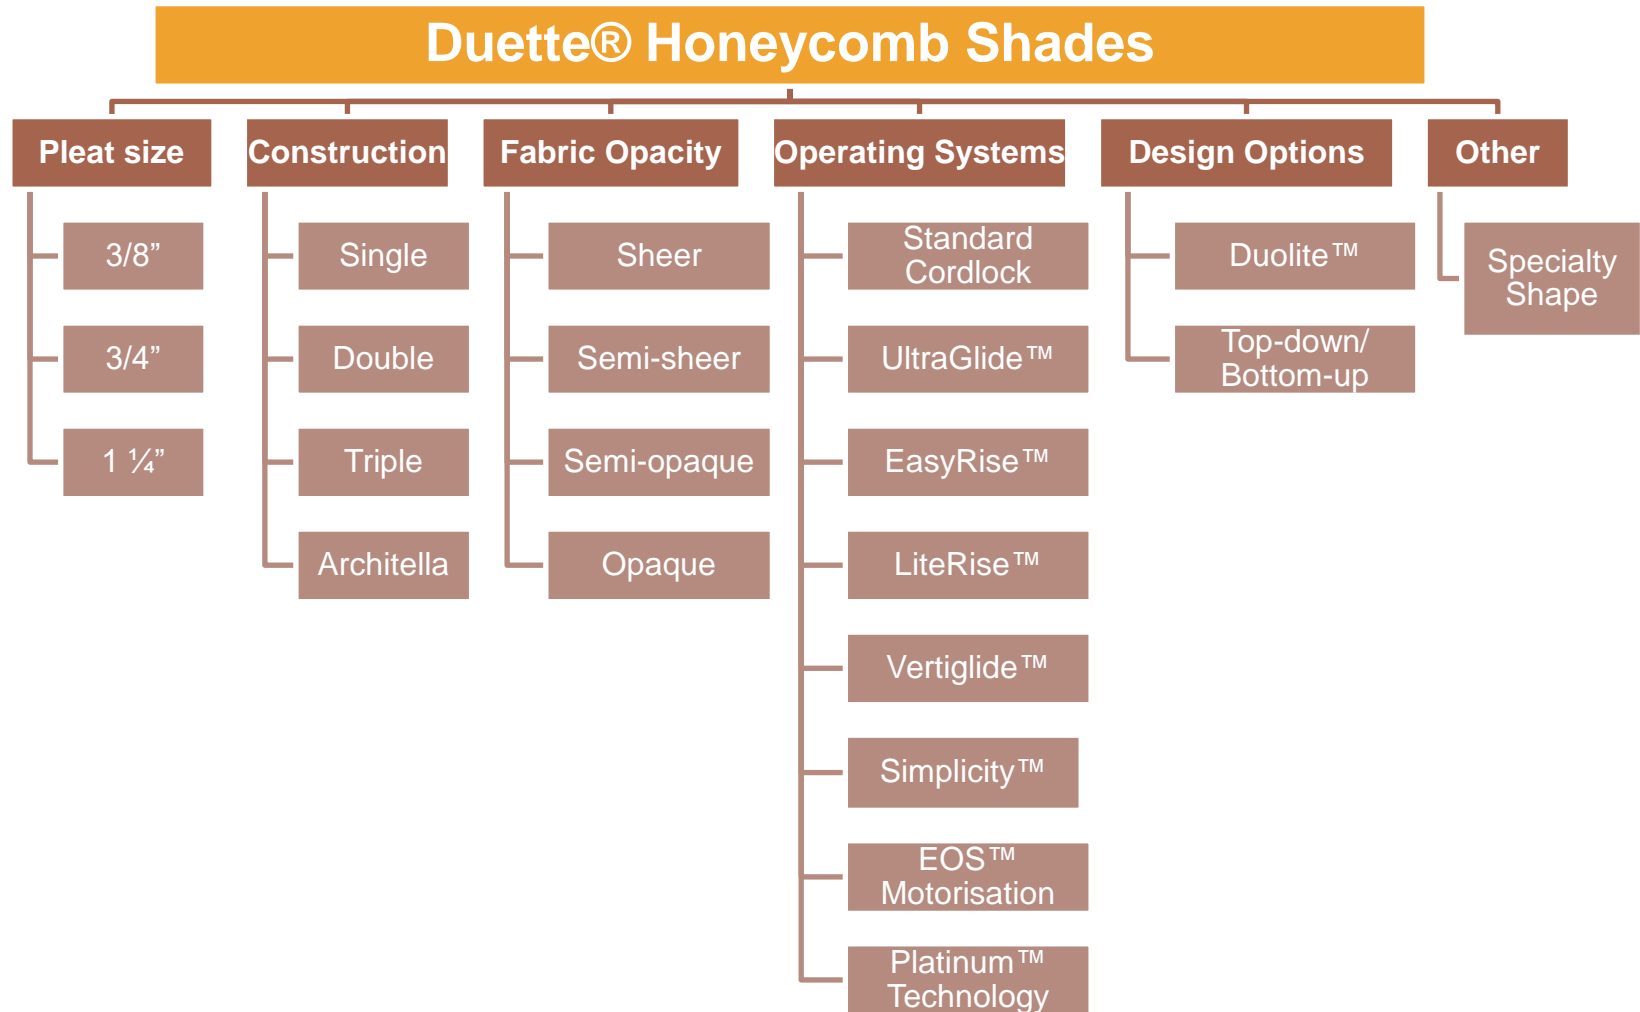 Duette® Honeycomb Shades
Pleat size
3/8”
3/4”
1 ¼”
Construction
Single
Double
Triple
Architella
Fabric Opacity
Sheer
Semi-sheer
Semi-opaque
Opaque
Operating Systems
Standard
Cordlock
UltraGlide™
EasyRise™
LiteRise™
Vertiglide™
Simplicity™
EOS™
Motorisation
Platinum™
Technology
Design Options
Duolite™
Top-down/
Bottom-up
Other
Specialty
Shape